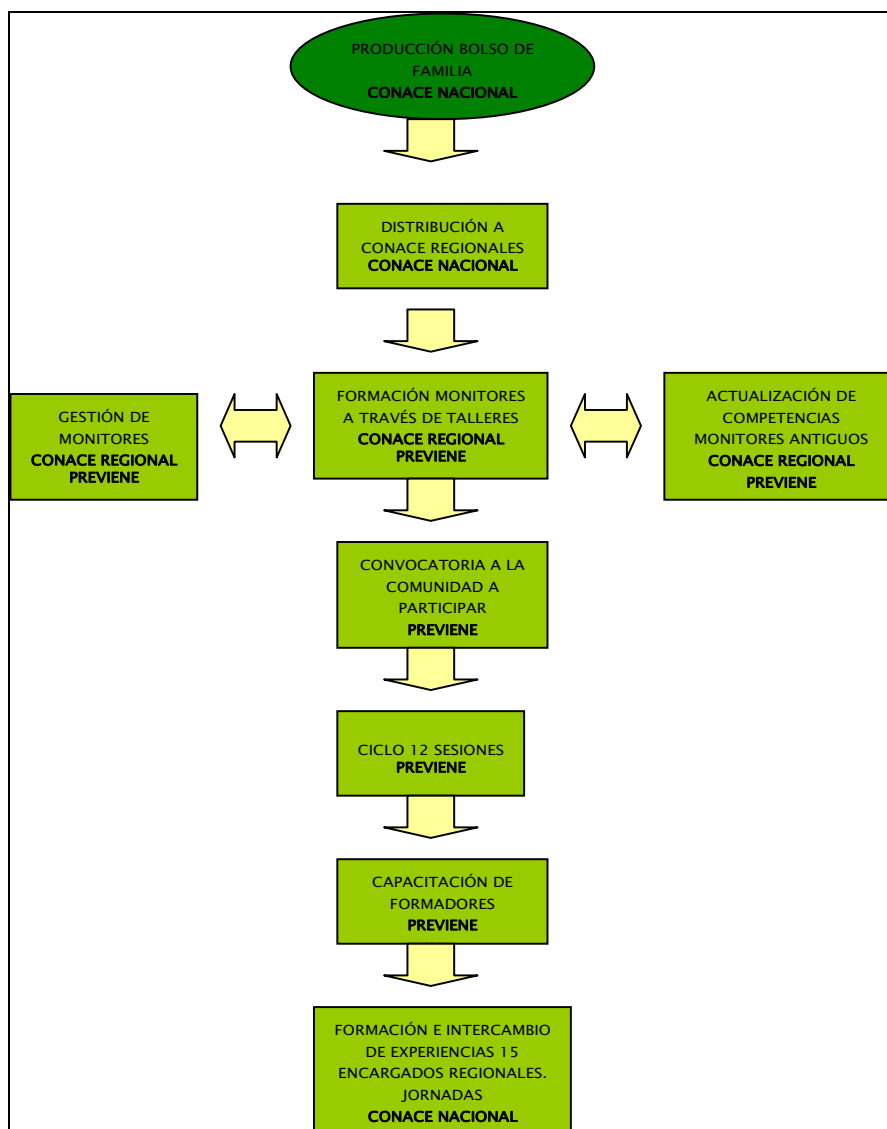 PRODUCCIÓN BOLSO DE
FAMILIA
CONACE NACIONAL
DISTRIBUCIÓN A
CONACE REGIONALES
CONACE NACIONAL
GESTIÓN DE
MONITORES
CONACE REGIONAL
PREVIENE
FORMACIÓN MONITORES
A TRAVÉS DE TALLERES
CONACE REGIONAL
PREVIENE
ACTUALIZACIÓN DE
COMPETENCIAS
MONITORES ANTIGUOS
CONACE REGIONAL
PREVIENE
CONVOCATORIA A LA
COMUNIDAD A
PARTICIPAR
PREVIENE
CICLO 12 SESIONES
PREVIENE
CAPACITACIÓN DE
FORMADORES
PREVIENE
FORMACIÓN E INTERCAMBIO
DE EXPERIENCIAS 15
ENCARGADOS REGIONALES.
JORNADAS
CONACE NACIONAL